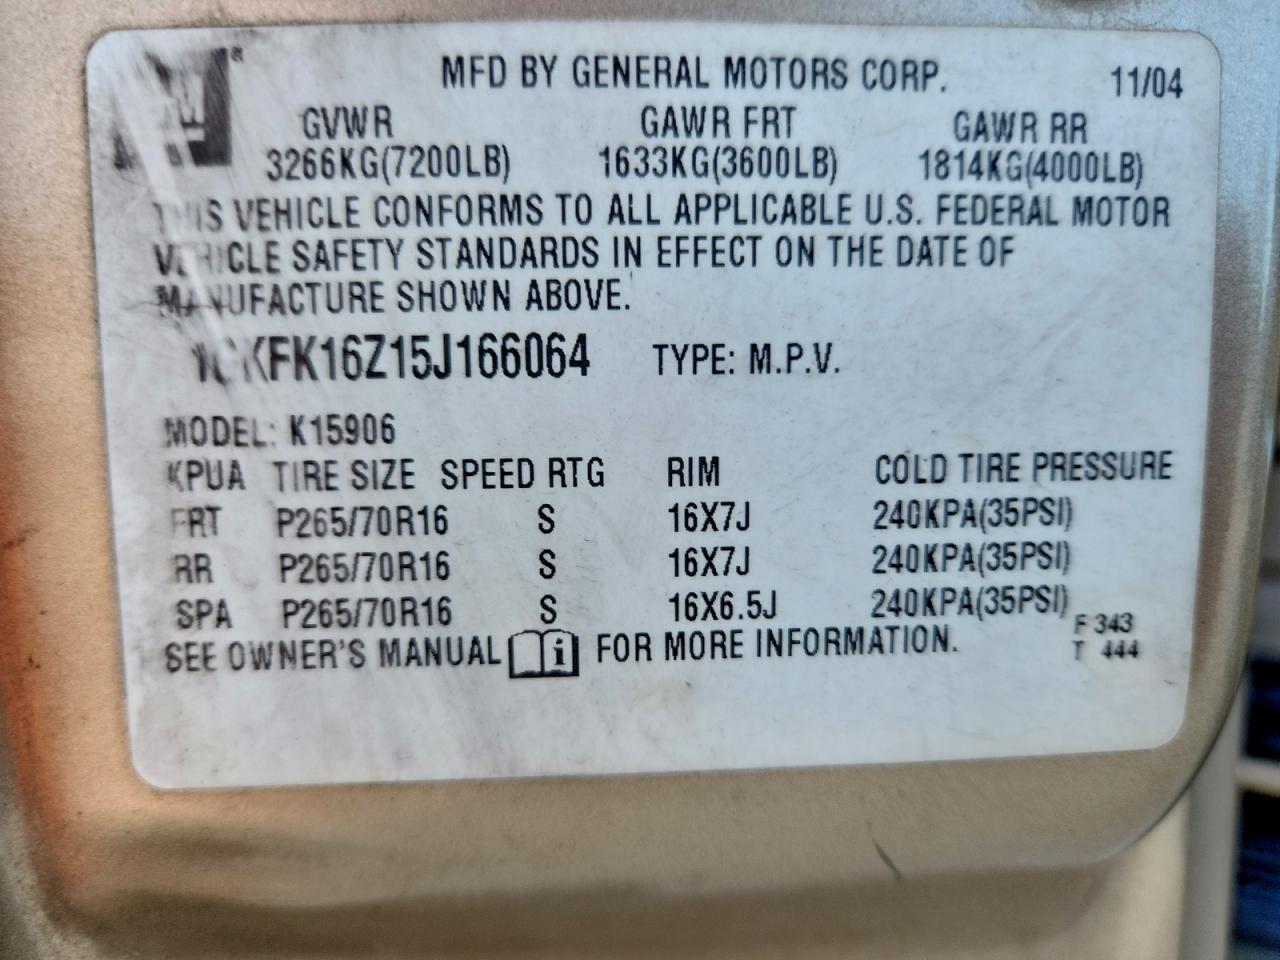 MFD BY GENERAL MOTORS CORP. 11/04
GVWR GAWR FRT GAWR RR
3266KG(7200LB) 1633KG(3600LB) 1814KG(4000LB)
THIS VEHICLE CONFORMS TO ALL APPLICABLE U.S. FEDERAL MOTOR
VEHICLE SAFETY STANDARDS IN EFFECT ON THE DATE OF
MANUFACTURE SHOWN ABOVE.
TYPE: M.P.V.
MODEL: K15906
KPUA TIRE SIZE SPEED RTG RIM COLD TIRE PRESSURE
FRT P265/70R16 S 16X7J 240KPA(35PSI)
RR P265/70R16 S 16X7J 240KPA(35PSI)
SPA P265/70R16 S 16X6.5J 240KPA(35PSI)
F 343
SEE OWNER'S MANUAL i FOR MORE INFORMATION.
T 444